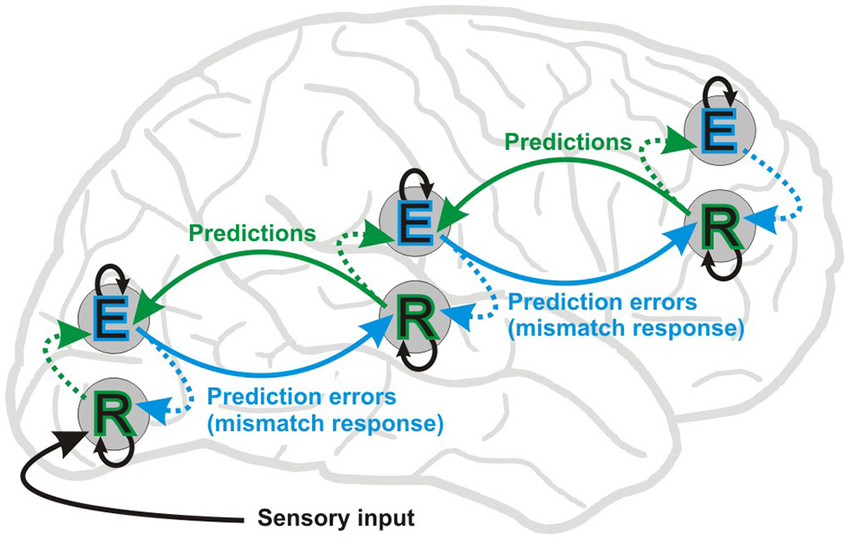 E
Predictions
R
E
Predictions
R
Prediction errors
(mismatch response)
E
Prediction errors
(mismatch response)
R
Sensory input